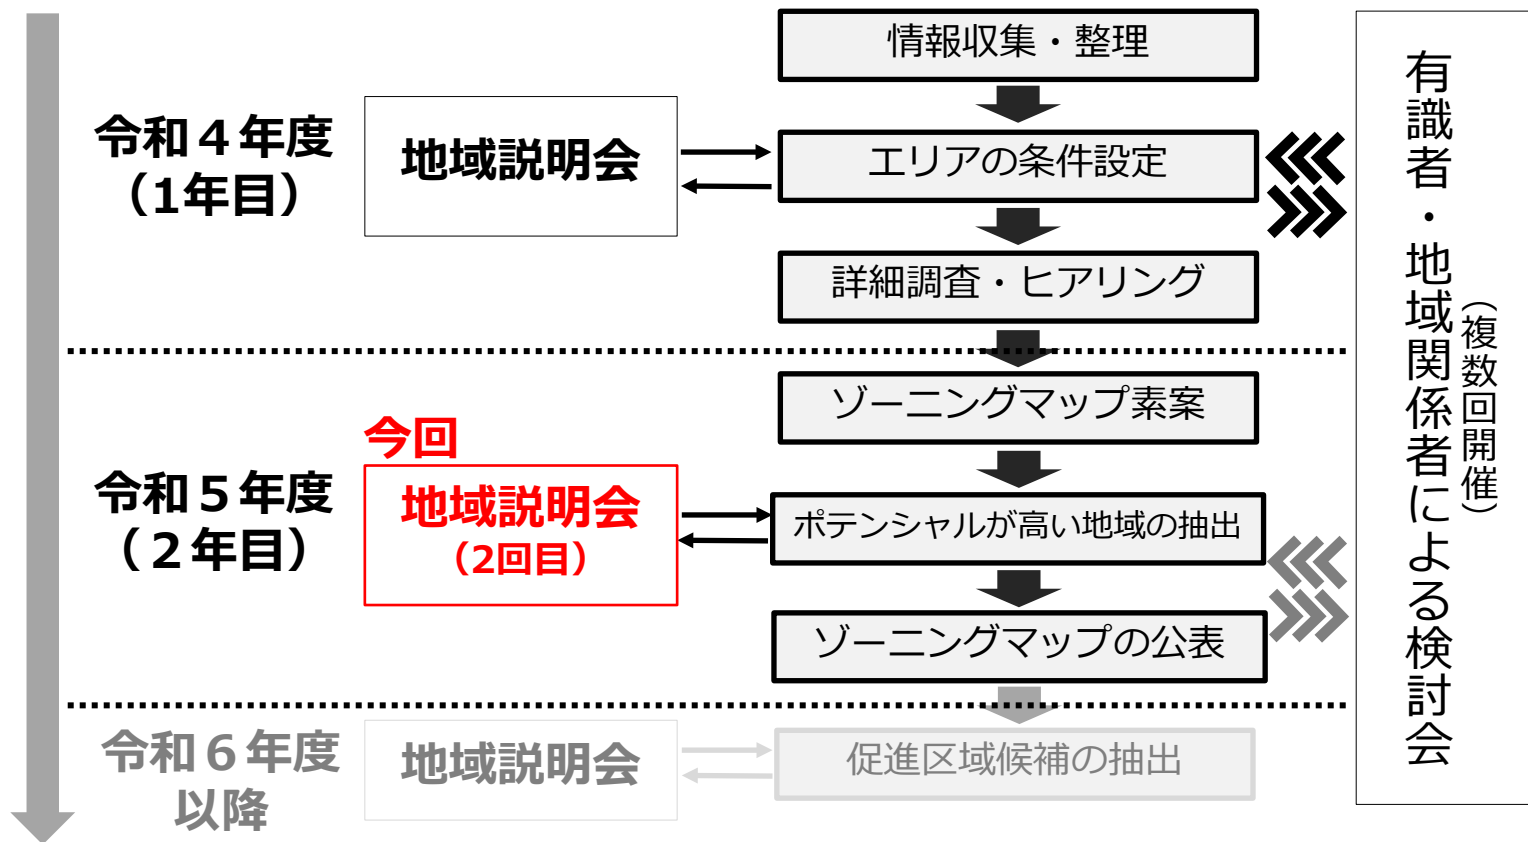 情報収集・整理
令和４年度
（1年目）
地域説明会
エリアの条件設定
詳細調査・ヒアリング
ゾーニングマップ素案
今回
令和５年度
（２年目）
地域説明会
（2回目）
ポテンシャルが高い地域の抽出
ゾーニングマップの公表
令和６年度
以降
地域説明会
促進区域候補の抽出
有識者・地域関係者による検討会
（複数回開催）